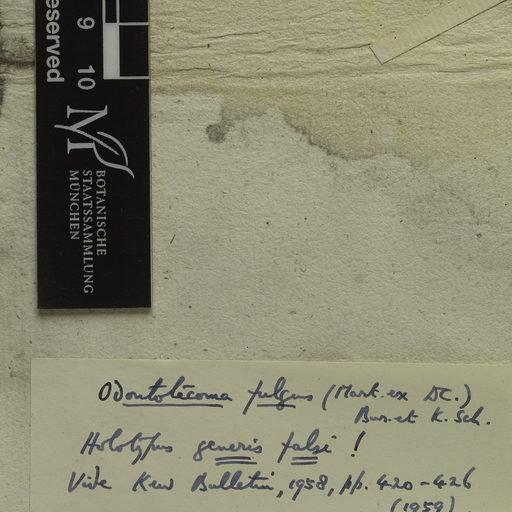 eserved
9 10
BOTANISCHE
STAATSSAMMLUNG
MÜNCHEN
Odontotecoma fulgens (Mart. ex DC.)
Bur. et K. Sch.
Holotypus generis falsi !
Vide Kew Bulletin, 1958, pp. 420-426
(1959)